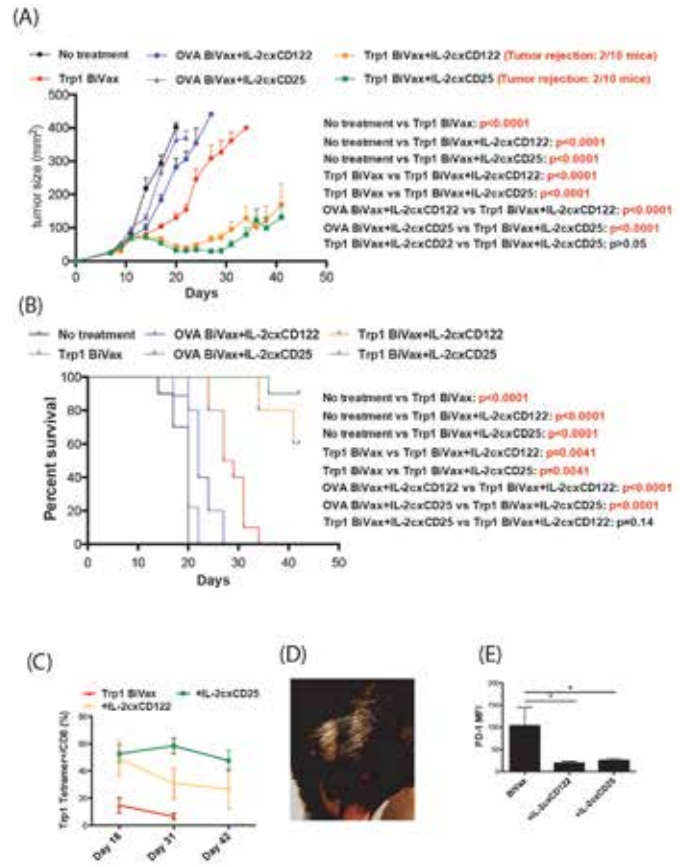 (A)
No treatment
OVA BiVax+IL-2cxCD122
Trp1 BiVax+IL-2cxCD122 (Tumor rejection: 2/10 mice)
Trp1 BiVax
OVA BiVax+IL-2cxCD25
Trp1 BiVax+IL-2cxCD25 (Tumor rejection: 2/10 mice)
tumor size (mm²)
400
300
200
100
0
0 10 20 30 40 50
Days
No treatment vs Trp1 BiVax: p<0.0001
No treatment vs Trp1 BiVax+IL-2cxCD122: p<0.0001
No treatment vs Trp1 BiVax+IL-2cxCD25: p<0.0001
Trp1 BiVax vs Trp1 BiVax+IL-2cxCD122: p<0.0001
Trp1 BiVax vs Trp1 BiVax+IL-2cxCD25: p<0.0001
OVA BiVax+IL-2cxCD122 vs Trp1 BiVax+IL-2cxCD122: p<0.0001
OVA BiVax+IL-2cxCD25 vs Trp1 BiVax+IL-2cxCD25: p<0.0001
Trp1 BiVax+IL-2cxCD22 vs Trp1 BiVax+IL-2cxCD25: p>0.05
(B)
No treatment
OVA BiVax+IL-2cxCD122
Trp1 BiVax+IL-2cxCD122
Trp1 BiVax
OVA BiVax+IL-2cxCD25
Trp1 BiVax+IL-2cxCD25
Percent survival
100
80
60
40
20
0
0 10 20 30 40 50
Days
No treatment vs Trp1 BiVax: p<0.0001
No treatment vs Trp1 BiVax+IL-2cxCD122: p<0.0001
No treatment vs Trp1 BiVax+IL-2cxCD25: p<0.0001
Trp1 BiVax vs Trp1 BiVax+IL-2cxCD122: p=0.0041
Trp1 BiVax vs Trp1 BiVax+IL-2cxCD25: p=0.0041
OVA BiVax+IL-2cxCD122 vs Trp1 BiVax+IL-2cxCD122: p<0.0001
OVA BiVax+IL-2cxCD25 vs Trp1 BiVax+IL-2cxCD25: p<0.0001
Trp1 BiVax+IL-2cxCD25 vs Trp1 BiVax+IL-2cxCD122: p=0.14
(C)
Trp1 BiVax
+IL-2cxCD25
+IL-2cxCD122
Trp1 Tetramer+/CD8 (%)
80
60
40
20
0
Day 18
Day 31
Day 42
(D)
(E)
PD-1 MFI
200
150
100
50
0
*
*
BiVax
+IL-2cxCD122
+IL-2cxCD25